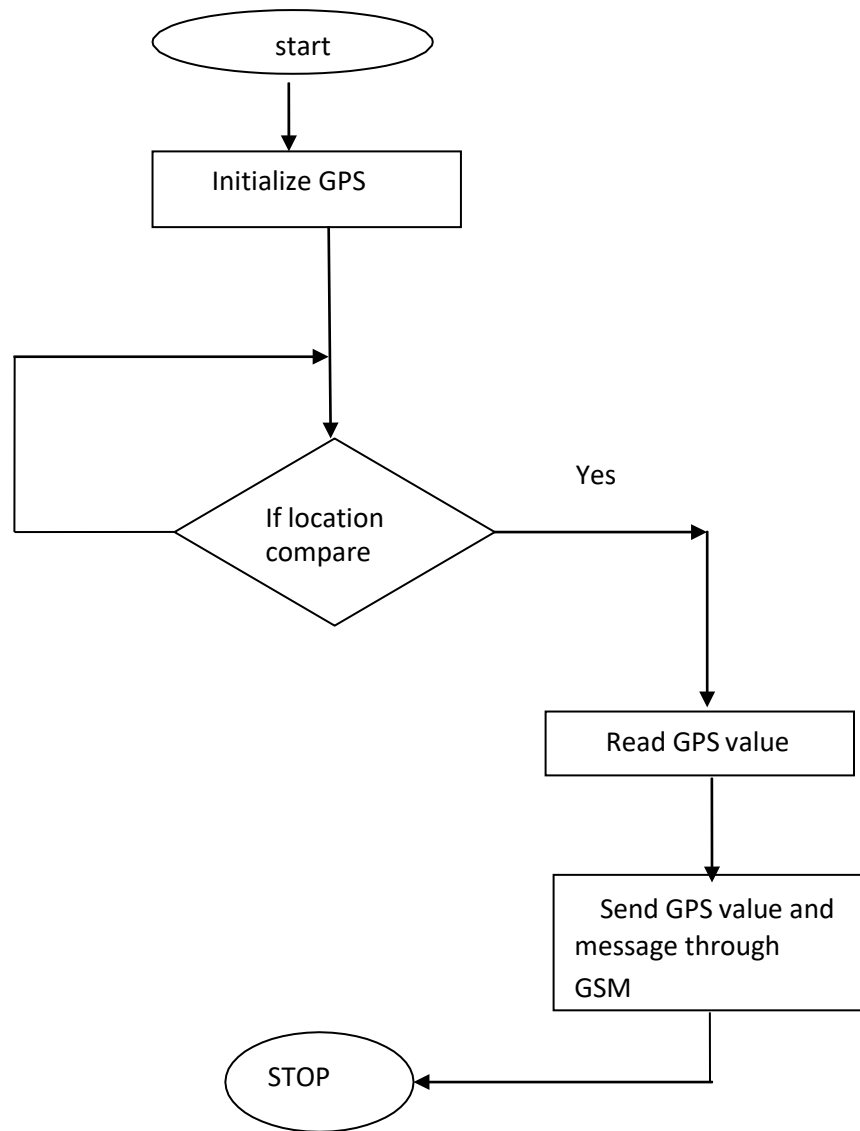 start
Initialize GPS
Yes
If location
compare
Read GPS value
Send GPS value and
message through
GSM
STOP